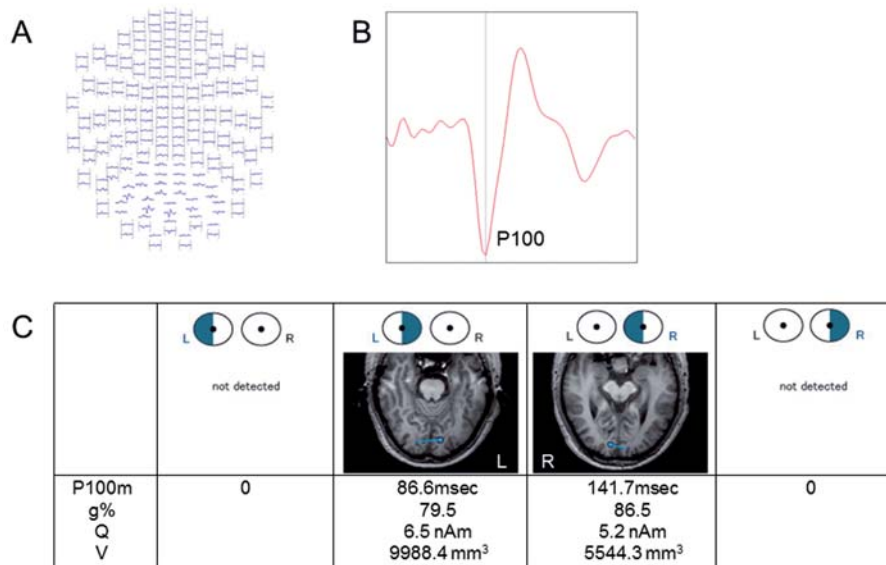 A
B
P100
C
L R
L R
L R
L R
not detected
not detected
L
R
P100m 0 86.6msec 141.7msec 0
g% 79.5 86.5
Q 6.5 nAm 5.2 nAm
V 9988.4 mm³ 5544.3 mm³